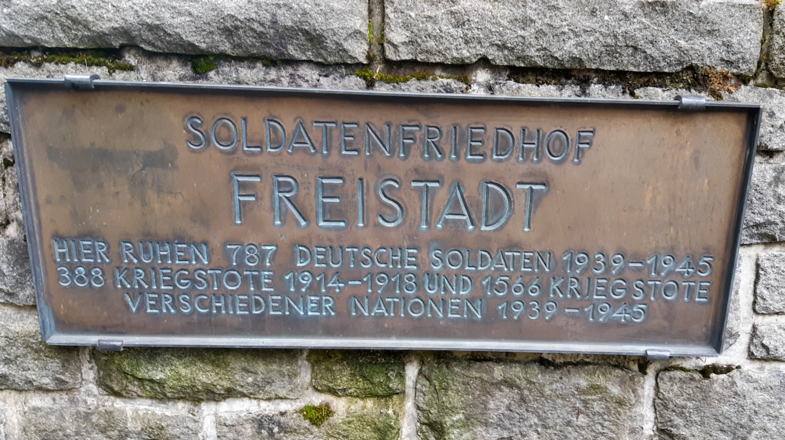 SOLDATENFRIEDHOF
FREISTADT
HIER RUHEN 787 DEUTSCHE SOLDATEN 1939-1945
388 KRIEGSTOTE 1914-1918 UND 1566 KRIEGSTOTE
VERSCHIEDENER NATIONEN 1939-1945